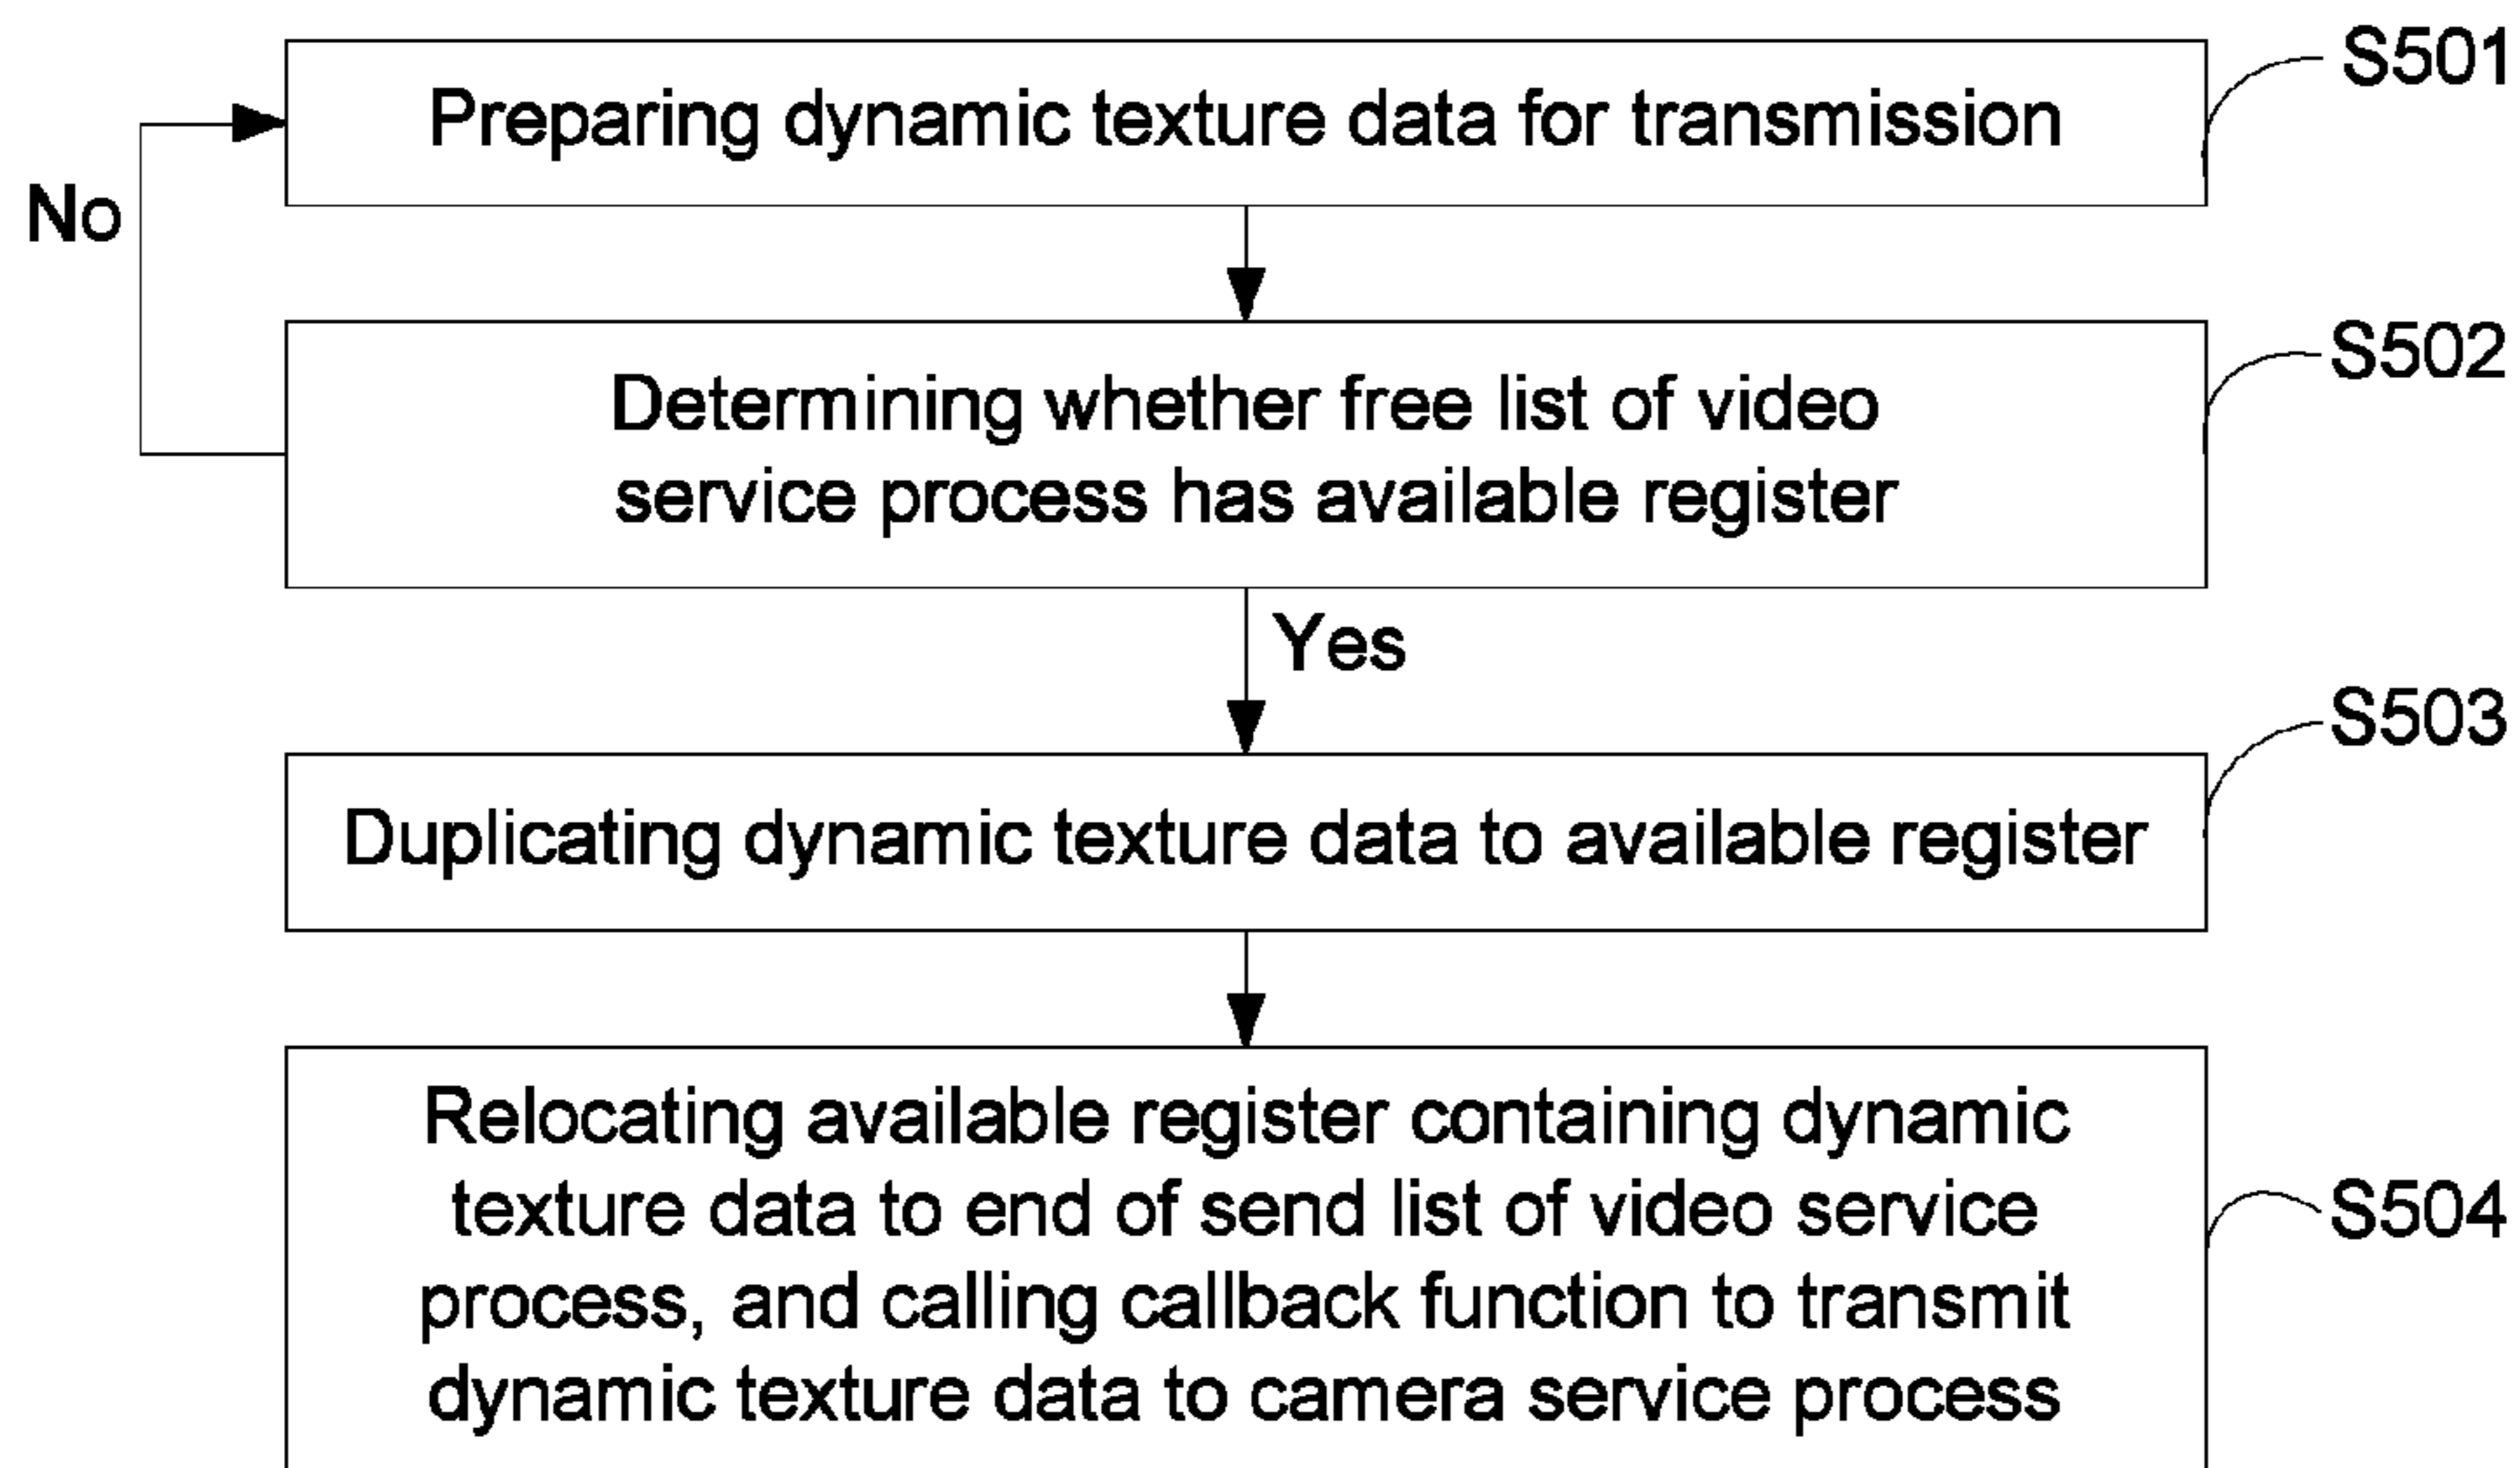 S501
Preparing dynamic texture data for transmission
No
S502
Determining whether free list of video
service process has available register
Yes
S503
Duplicating dynamic texture data to available register
Relocating available register containing dynamic
texture data to end of send list of video service
S504
process, and calling callback function to transmit
dynamic texture data to camera service process